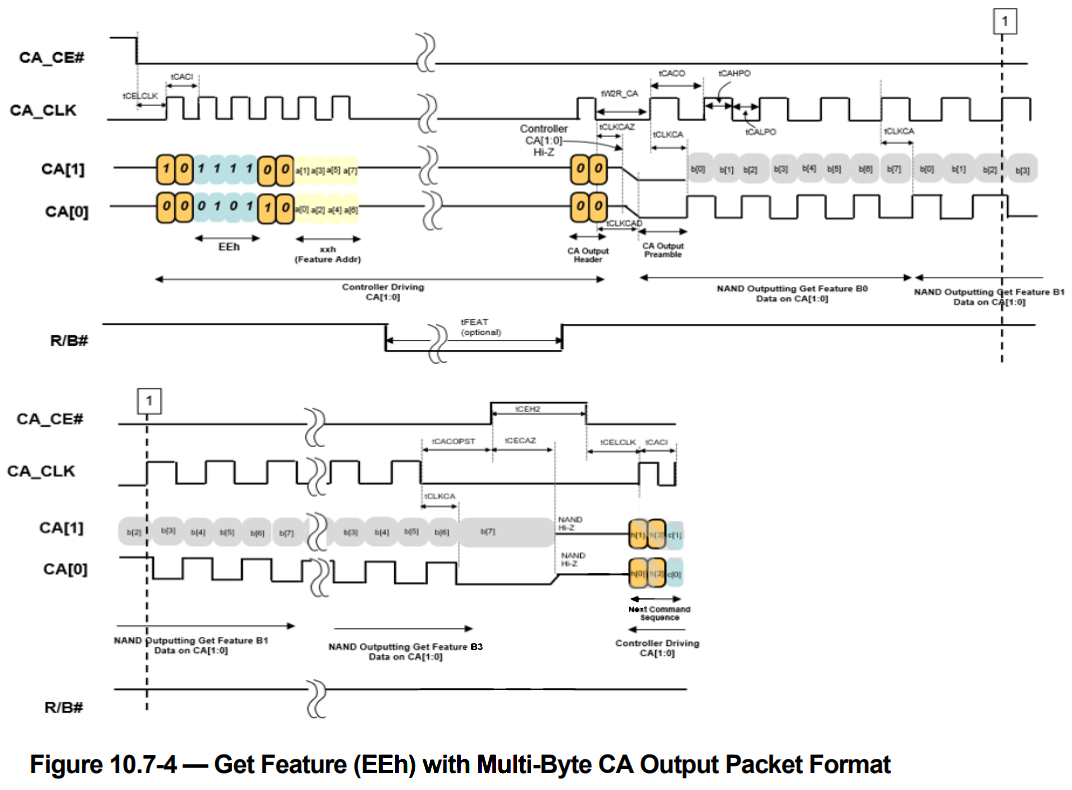 1
CA_CE#
tCACI
tCELCLK
tCACO
tCAHPO
tW2R_CA
CA_CLK
tCALPO
Controller
CA[1:0]
Hi-Z
tCLKCAZ
tCLKCA
tCLKCA
CA[1]
1 0 1 1 1 1 0 0 a[1] a[3] a[5] a[7] 0 0 b[0] b[1] b[2] b[3] b[4] b[5] b[6] b[7] b[0] b[1] b[2] b[3]
CA[0]
0 0 0 1 0 1 1 0 a[0] a[2] a[4] a[6] 0 0
tCLKCAD
EEh
xxh
(Feature Addr)
CA Output
Header
CA Output
Preamble
Controller Driving
CA[1:0]
NAND Outputting Get Feature B0
Data on CA[1:0]
NAND Outputting Get Feature B1
Data on CA[1:0]
R/B#
tFEAT
(optional)
1
CA_CE#
tCEH2
tCACOPST
tCECAZ
tCELCLK
tCACI
CA_CLK
tCLKCA
CA[1]
b[2] b[3] b[4] b[5] b[6] b[7] b[3] b[4] b[5] b[6] b[7]
NAND
Hi-Z
h[1] h[3] c[1]
CA[0]
NAND
Hi-Z
h[0] h[2] c[0]
Next Command
Sequence
NAND Outputting Get Feature B1
Data on CA[1:0]
NAND Outputting Get Feature B3
Data on CA[1:0]
Controller Driving
CA[1:0]
R/B#
Figure 10.7-4 — Get Feature (EEh) with Multi-Byte CA Output Packet Format